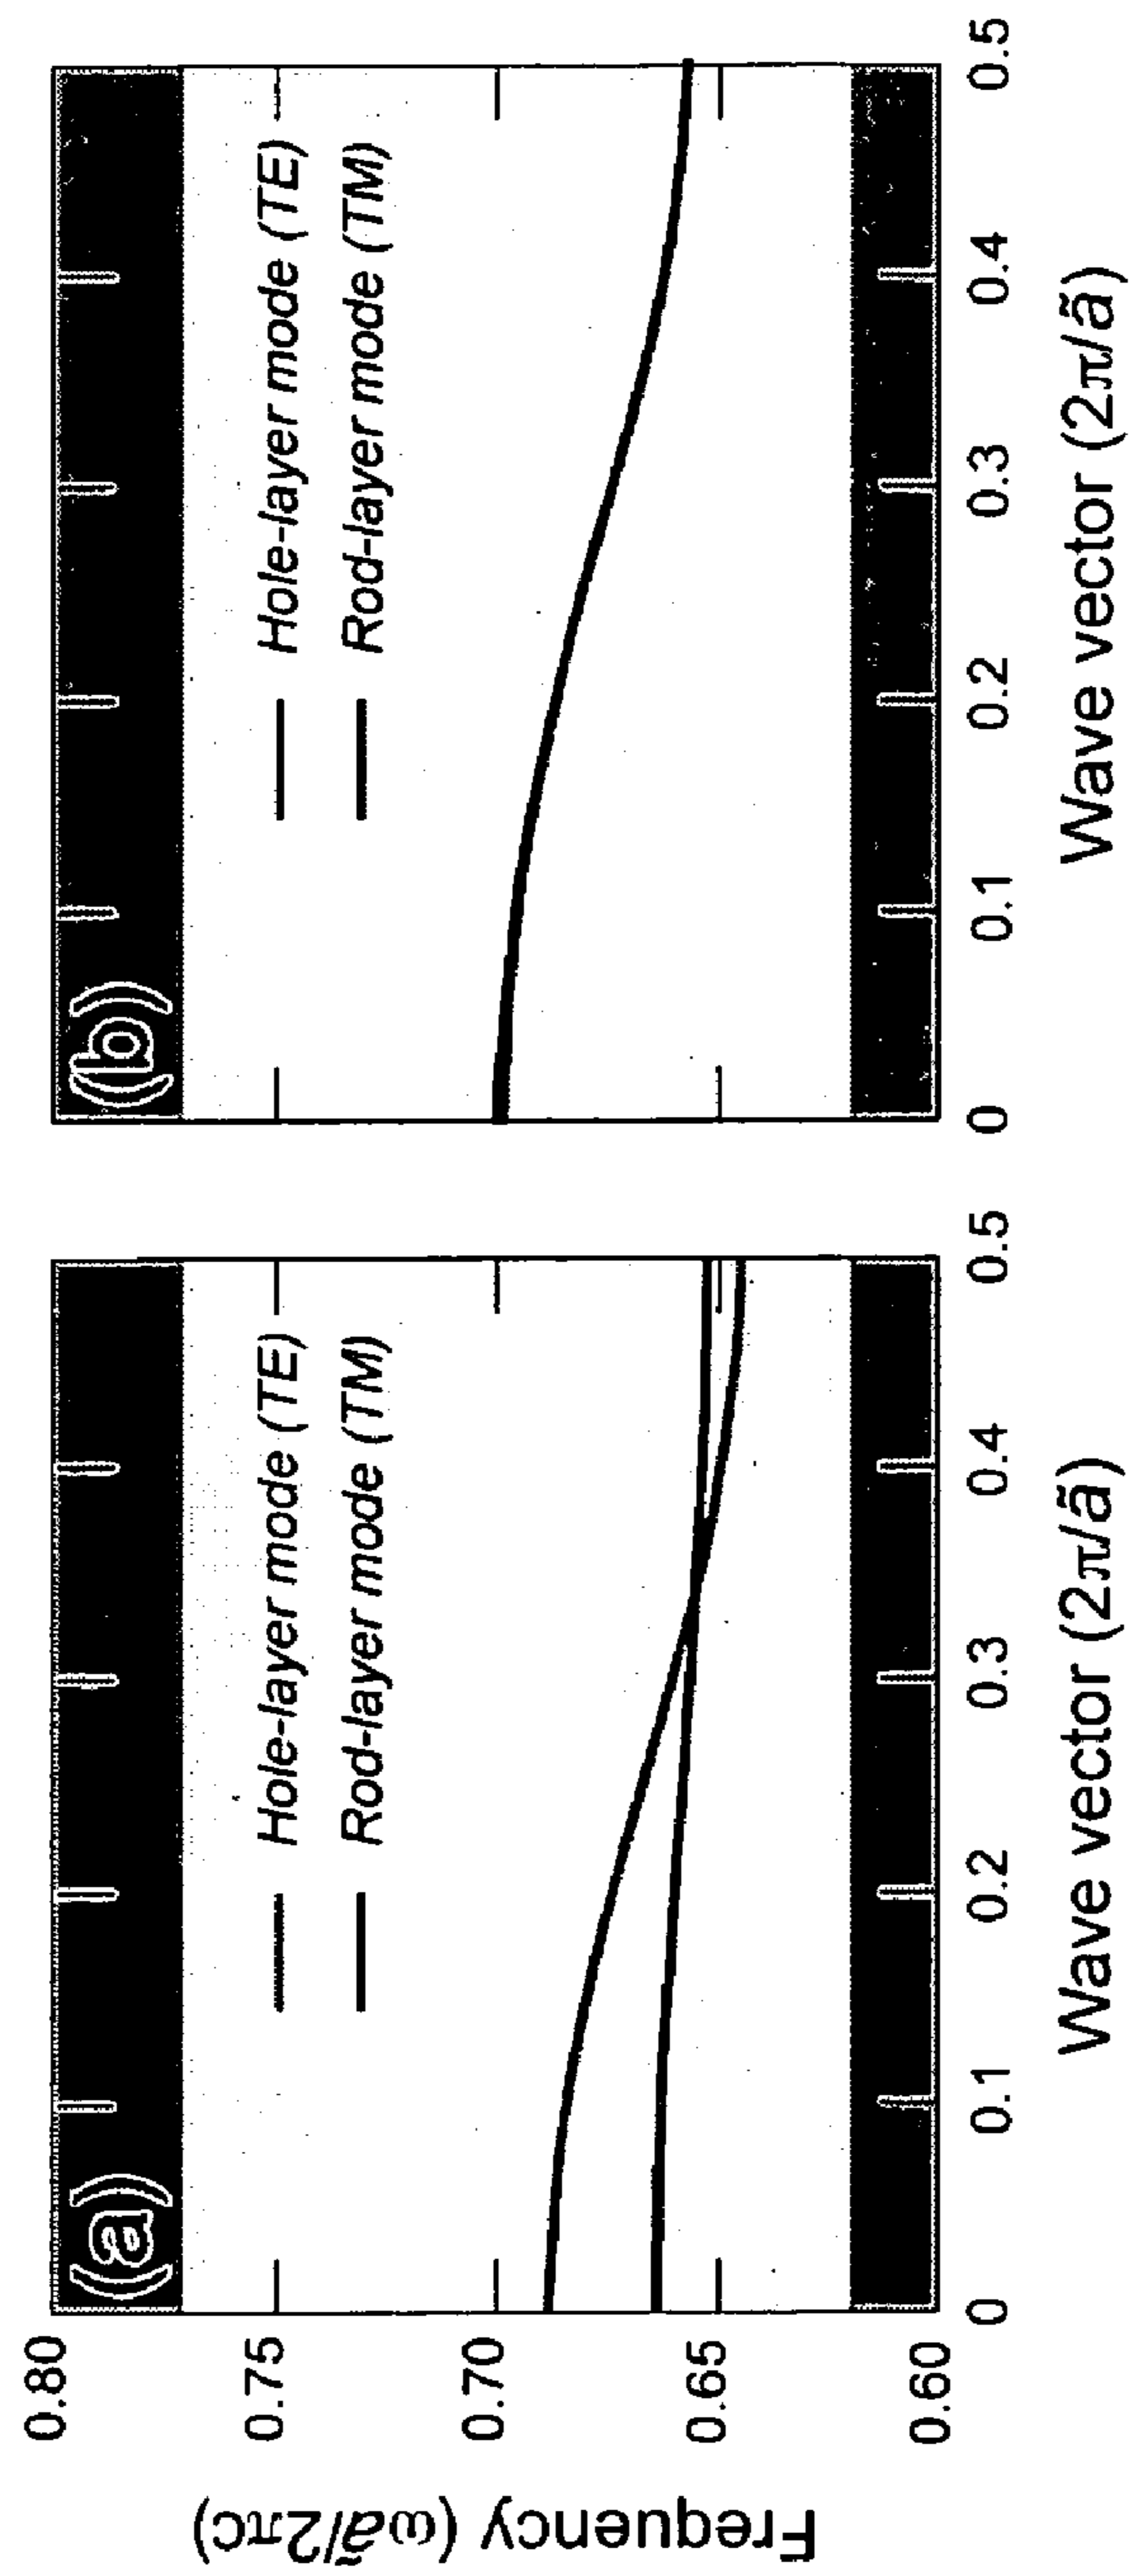 (a)
Hole-layer mode (TE)
Rod-layer mode (TM)
0.80
0.75
0.70
0.65
0.60
Frequency (ωã/2πc)
0
0.1
0.2
0.3
0.4
0.5
Wave vector (2π/ã)
(b)
Hole-layer mode (TE)
Rod-layer mode (TM)
0
0.1
0.2
0.3
0.4
0.5
Wave vector (2π/ã)